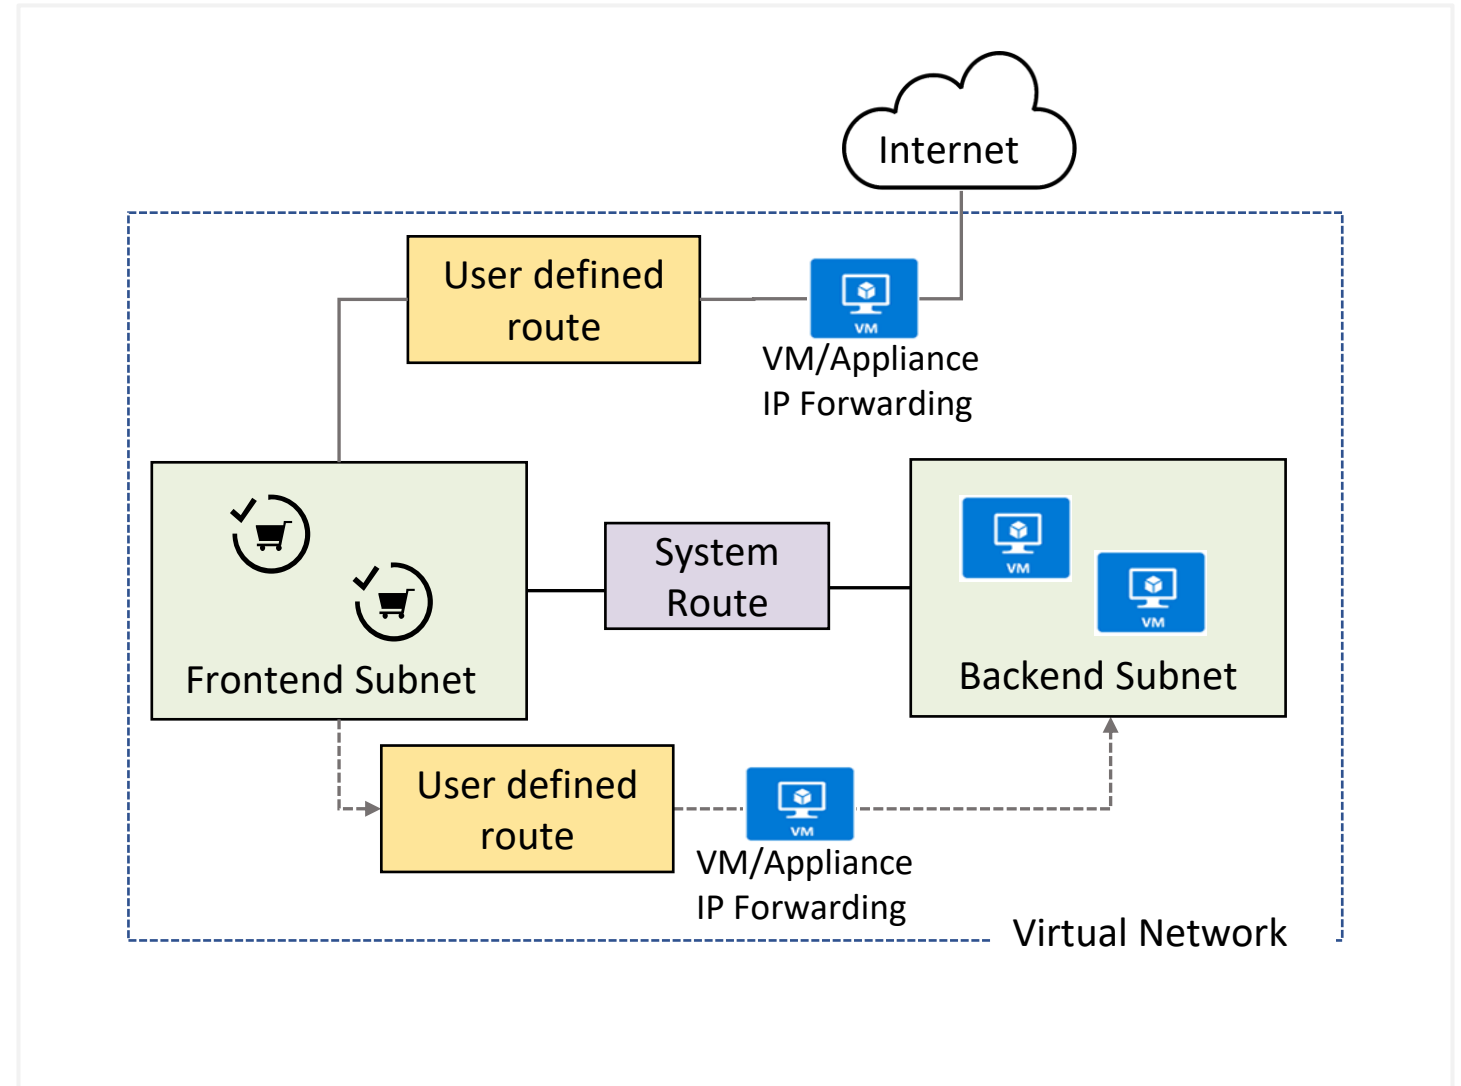 Internet
User defined
route
VM
VM/Appliance
IP Forwarding
System
Route
VM
VM
Frontend Subnet
Backend Subnet
User defined
route
VM
VM/Appliance
IP Forwarding
Virtual Network